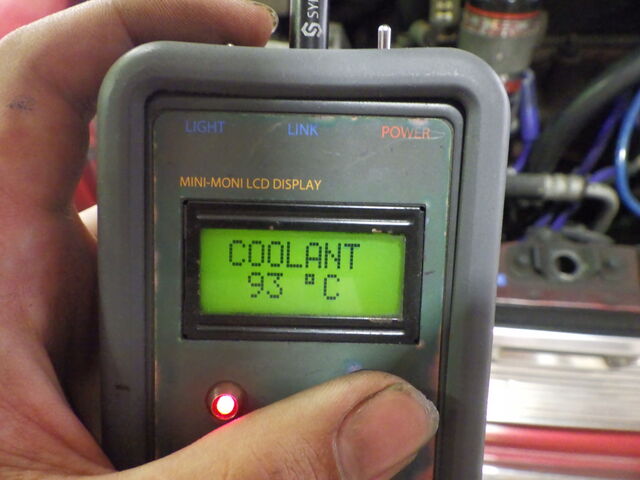 LIGHT LINK POWER
MINI-MONI LCD DISPLAY
COOLANT
93 °C